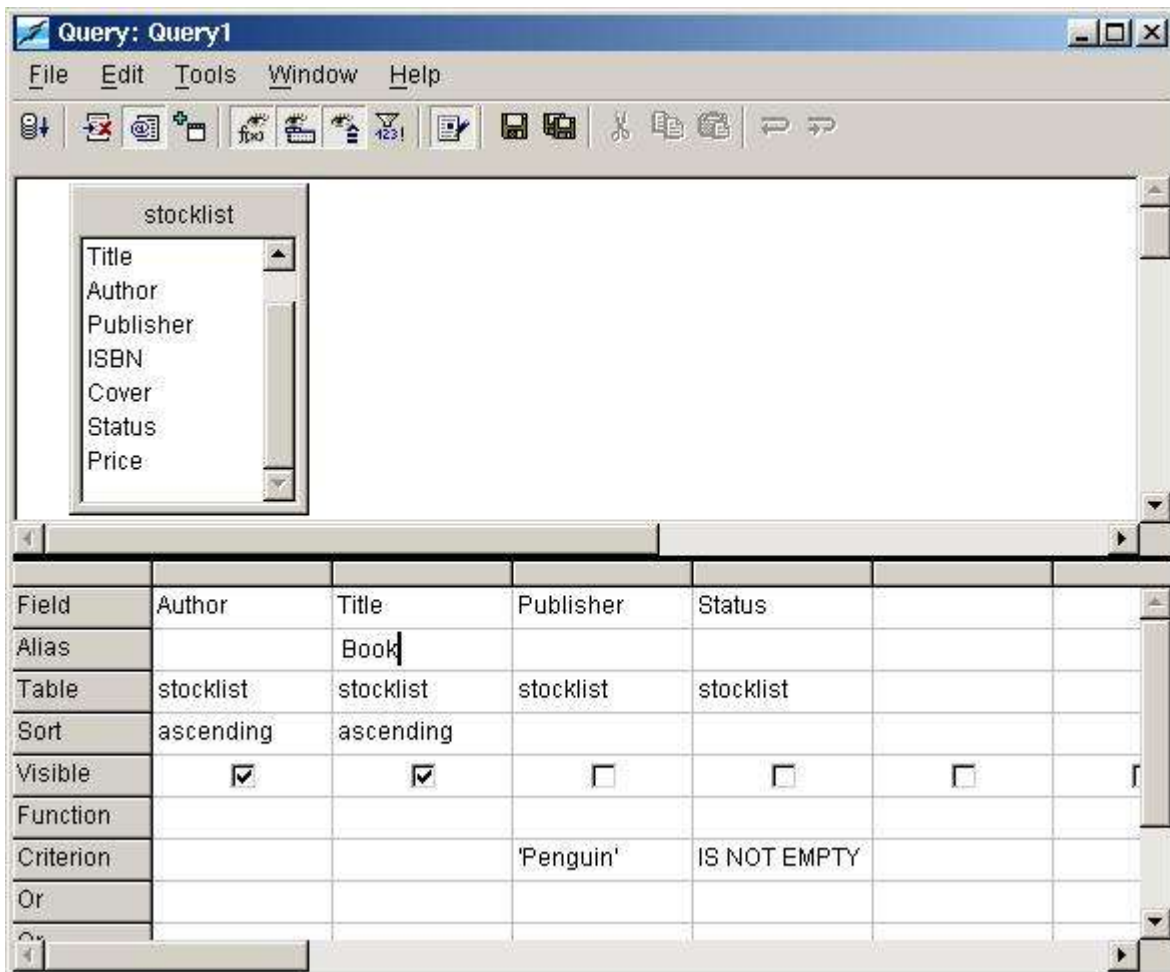 Query: Query1
File Edit Tools Window Help
f(x) 123!
stocklist
Title
Author
Publisher
ISBN
Cover
Status
Price
Field Author Title Publisher Status
Alias Book
Table stocklist stocklist stocklist stocklist
Sort ascending ascending
Visible
Function
Criterion 'Penguin' IS NOT EMPTY
Or
Or